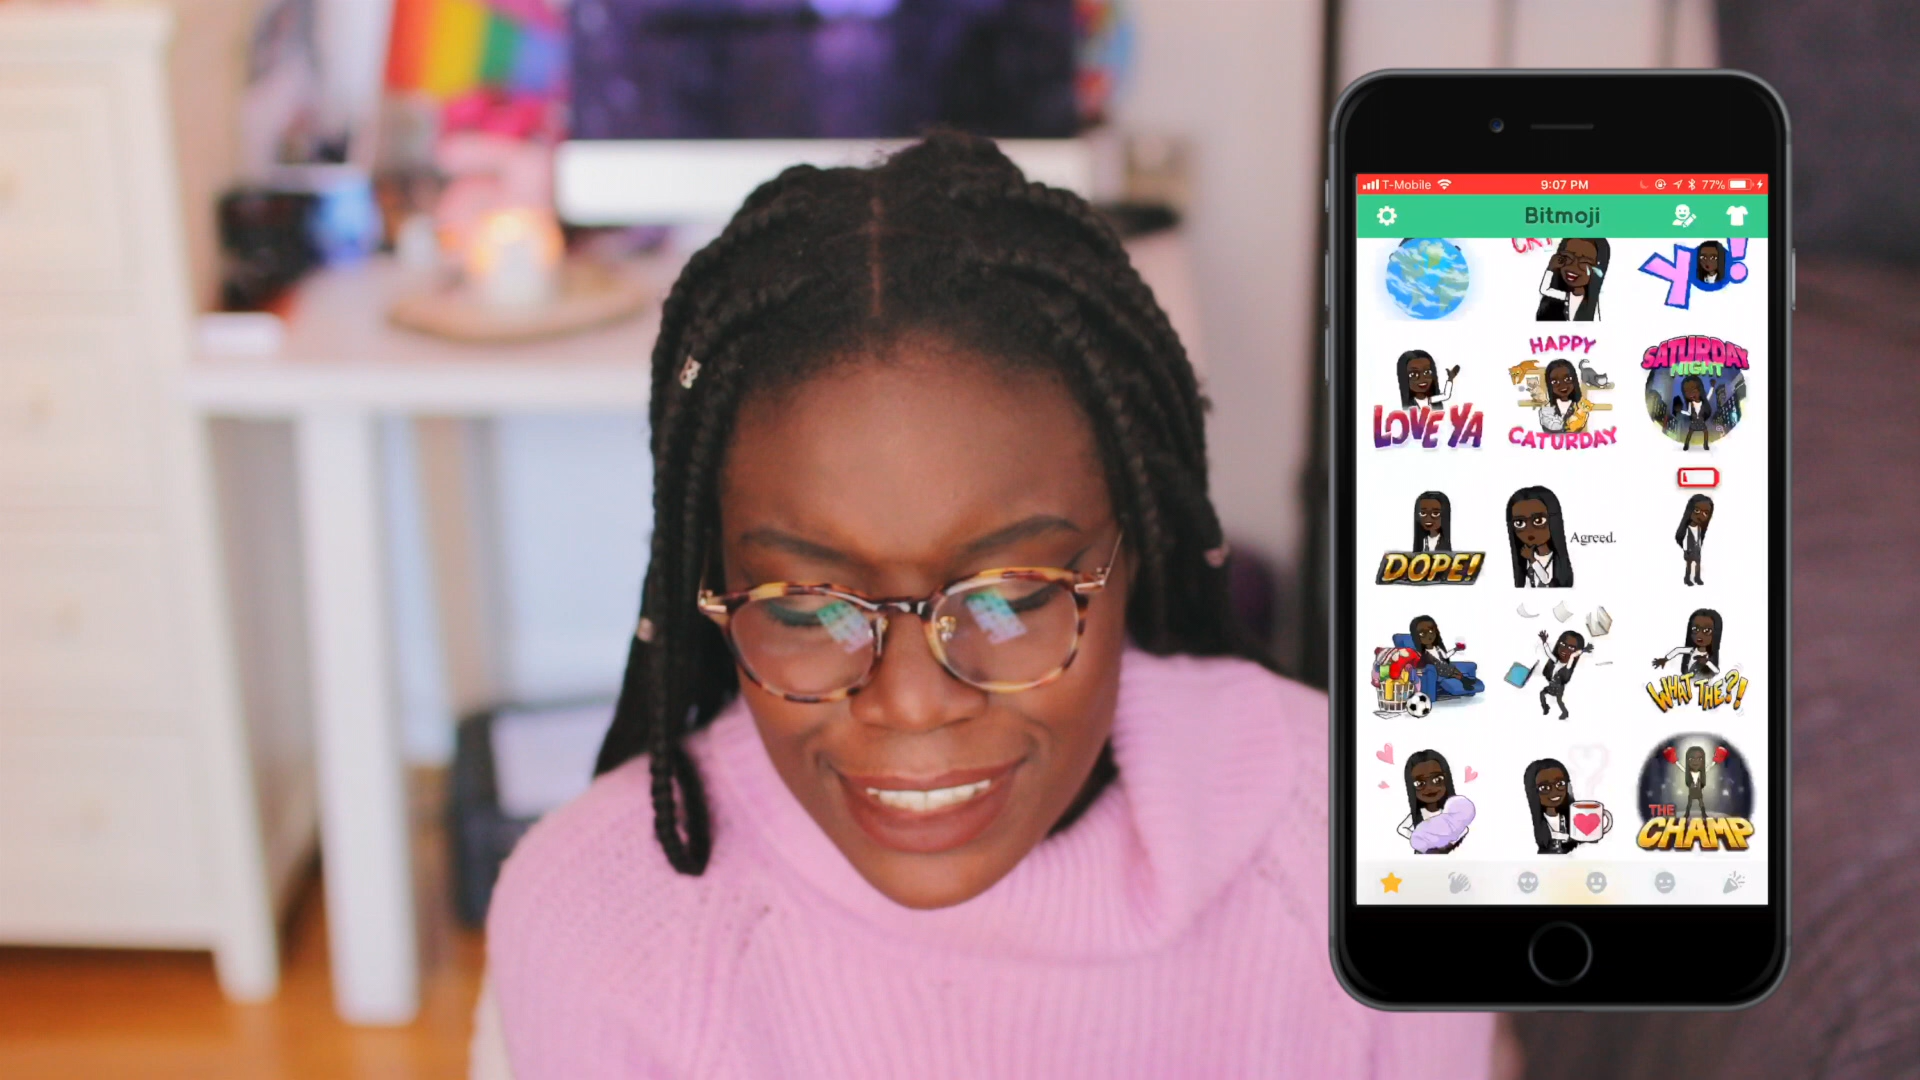 T-Mobile 9:07 PM 77%
Bitmoji
YO!
LOVE YA
HAPPY
CATURDAY
SATURDAY
NIGHT
DOPE!
Agreed.
WHAT THE?!
THE
CHAMP